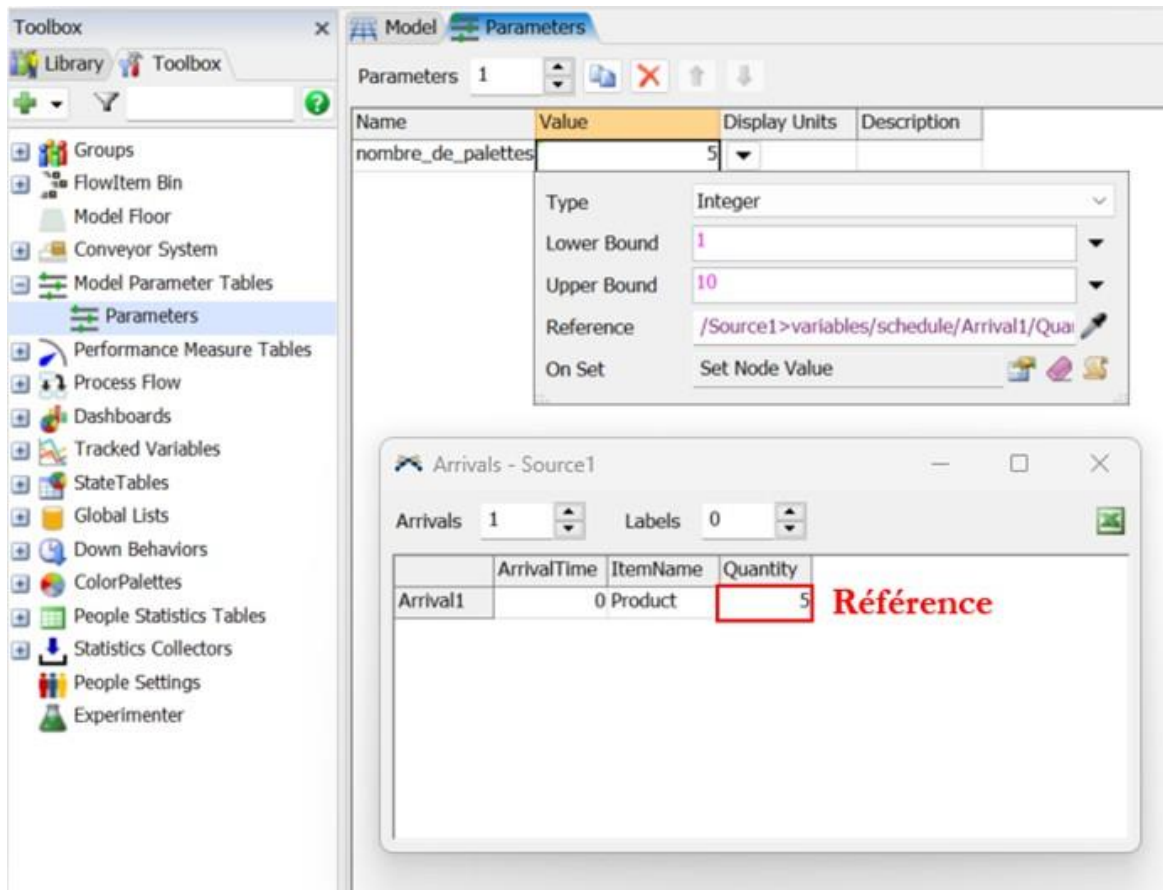 Toolbox
Library Toolbox
Groups
FlowItem Bin
Model Floor
Conveyor System
Model Parameter Tables
Parameters
Performance Measure Tables
Process Flow
Dashboards
Tracked Variables
StateTables
Global Lists
Down Behaviors
ColorPalettes
People Statistics Tables
Statistics Collectors
People Settings
Experimenter
Model Parameters
Parameters 1
Name Value Display Units Description
nombre_de_palettes 5
Type Integer
Lower Bound 1
Upper Bound 10
Reference /Source1>variables/schedule/Arrival1/Qua
On Set Set Node Value
Arrivals - Source1
Arrivals 1 Labels 0
ArrivalTime ItemName Quantity
Arrival1 0 Product 5 Référence